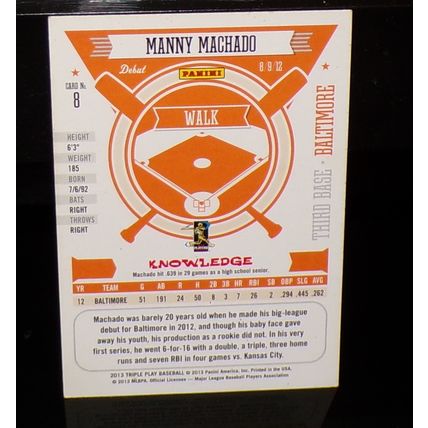 MANNY MACHADO
Debut
PANINI
8/9/12
CARD No.
8
WALK
HEIGHT
6'3"
WEIGHT
185
BORN
7/6/92
BATS
RIGHT
THROWS
RIGHT
THIRD BASE • BALTIMORE
KNOWLEDGE
Machado hit .639 in 29 games as a high school senior.
YR TEAM G AB R H 2B 3B HR RBI SB OBP SLG AVG
12 BALTIMORE 51 191 24 50 8 3 7 26 2 .294 .445 .262
Machado was barely 20 years old when he made his big-league
debut for Baltimore in 2012, and though his baby face gave
away his youth, his production as a rookie did not. In his very
first series, he went 6-for-16 with a double, a triple, three home
runs and seven RBI in four games vs. Kansas City.
2013 TRIPLE PLAY BASEBALL © 2013 Panini America, Inc. Printed in the USA.
© 2013 MLBPA. Official Licensee — Major League Baseball Players Association